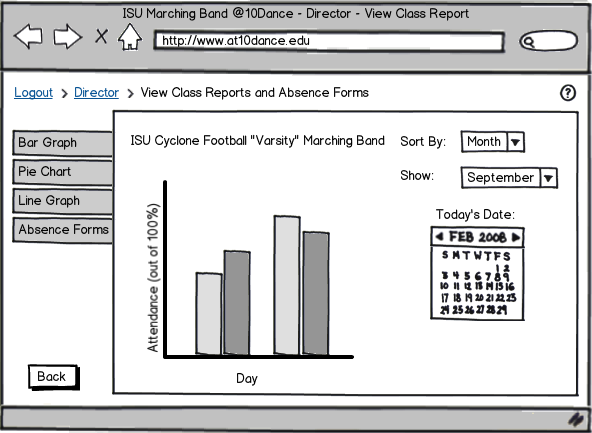 ISU Marching Band @10Dance - Director - View Class Report
http://www.at10dance.edu
Logout > Director > View Class Reports and Absence Forms ?
Bar Graph
Pie Chart
Line Graph
Absence Forms
ISU Cyclone Football "Varsity" Marching Band
Sort By: Month
Show: September
Today's Date:
FEB 2008
S M T W T F S
1 2
3 4 5 6 7 8 9
10 11 12 13 14 15 16
17 18 19 20 21 22 23
24 25 26 27 28 29
Attendance (out of 100%)
Day
Back